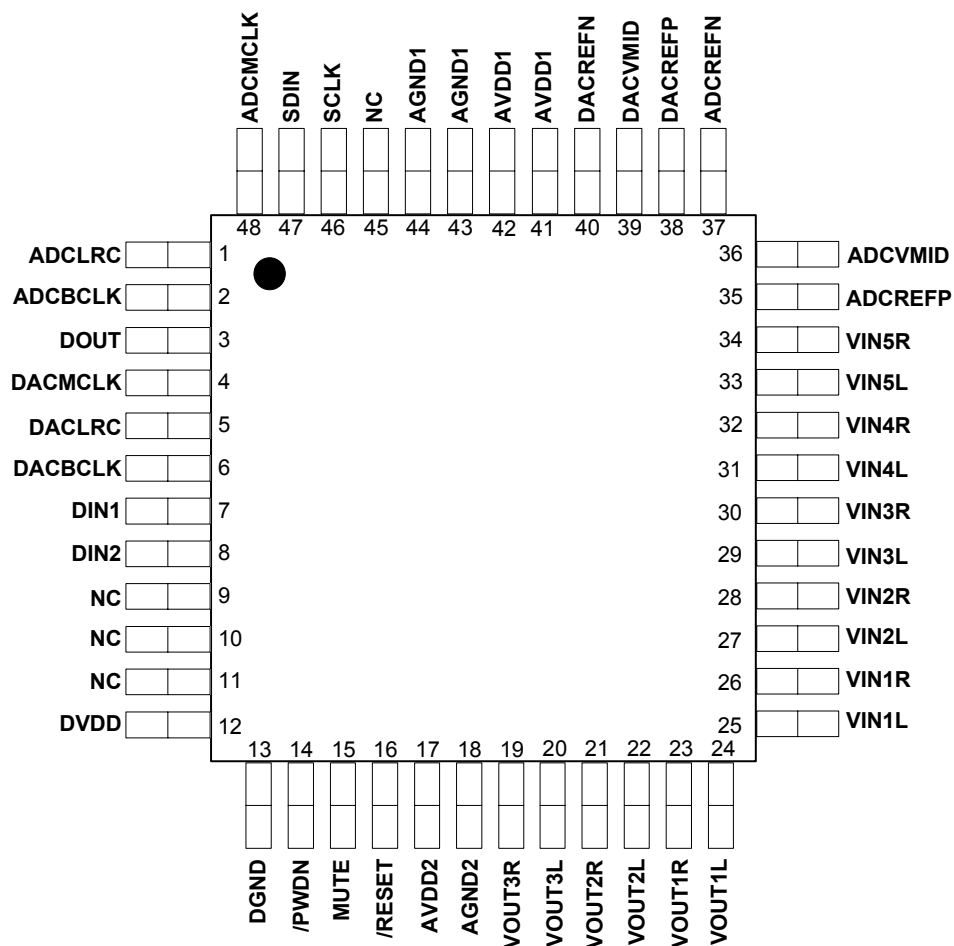 ADCMCLK
SDIN
SCLK
NC
AGND1
AGND1
AVDD1
AVDD1
DACREFN
DACVMID
DACREFP
ADCREFN
48 47 46 45 44 43 42 41 40 39 38 37
ADCLRC 1
ADCBCLK 2
DOUT 3
DACMCLK 4
DACLRC 5
DACBCLK 6
DIN1 7
DIN2 8
NC 9
NC 10
NC 11
DVDD 12
36 ADCVMID
35 ADCREFP
34 VIN5R
33 VIN5L
32 VIN4R
31 VIN4L
30 VIN3R
29 VIN3L
28 VIN2R
27 VIN2L
26 VIN1R
25 VIN1L
13 14 15 16 17 18 19 20 21 22 23 24
DGND
/PWDN
MUTE
/RESET
AVDD2
AGND2
VOUT3R
VOUT3L
VOUT2R
VOUT2L
VOUT1R
VOUT1L